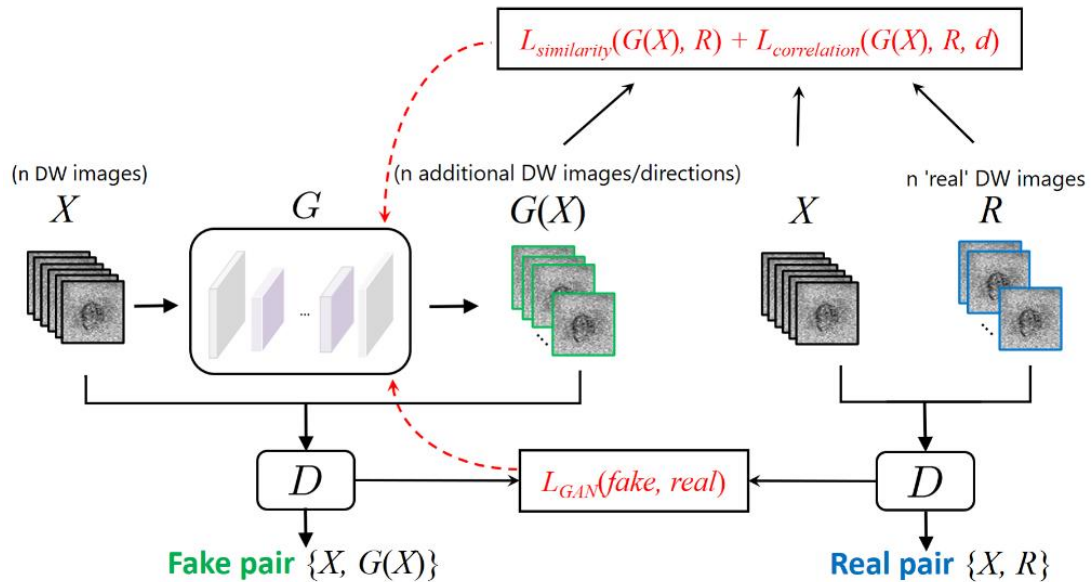 L_similarity(G(X), R) + L_correlation(G(X), R, d)
(n DW images)
(n additional DW images/directions)
n 'real' DW images
X
G
G(X)
X
R
...
...
...
D
L_GAN(fake, real)
D
Fake pair {X, G(X)}
Real pair {X, R}